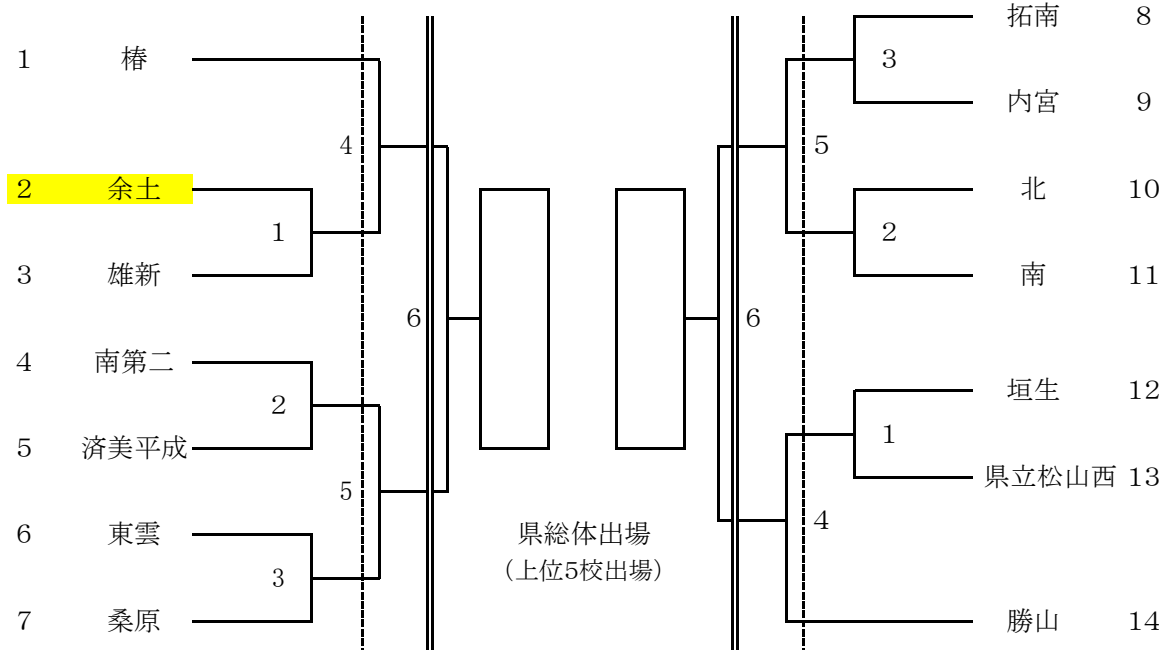 拓南 8
1 椿
3
内宮 9
4
5
2 余土
北 10
1
2
3 雄新
南 11
6
6
4 南第二
垣生 12
2
1
5 済美平成
県立松山西 13
5
4
6 東雲
県総体出場
(上位5校出場)
3
7 桑原
勝山 14